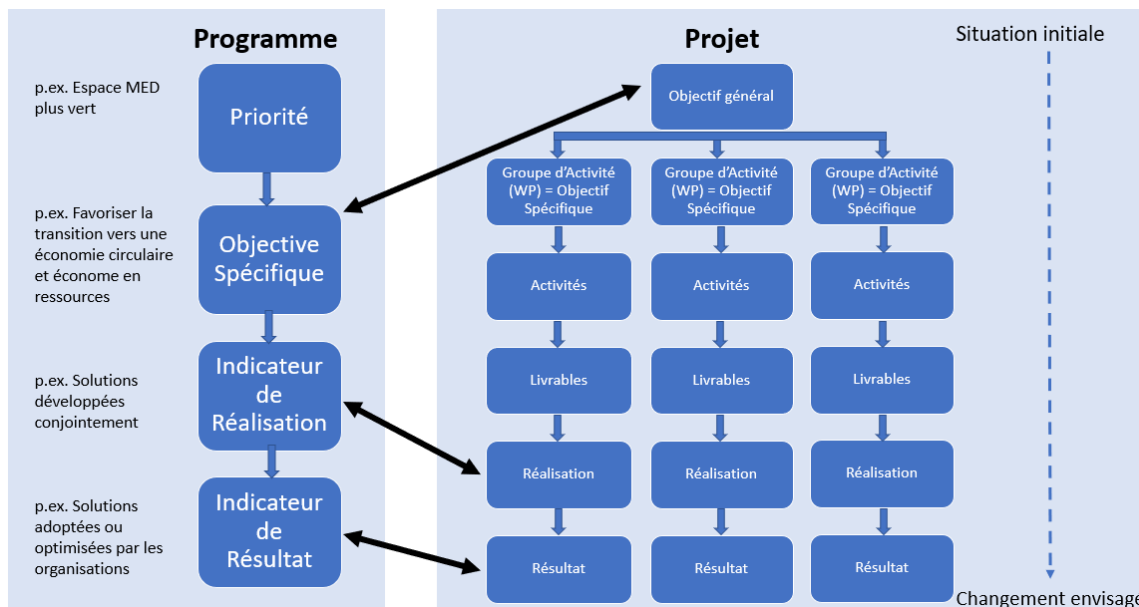 Programme
p.ex. Espace MED
plus vert
Priorité
p.ex. Favoriser la
transition vers une
économie circulaire
et économe en
ressources
Objective
Spécifique
p.ex. Solutions
développées
conjointement
Indicateur
de
Réalisation
p.ex. Solutions
adoptées ou
optimisées par les
organisations
Indicateur
de
Résultat
Projet
Objectif général
Groupe d'Activité
(WP) = Objectif
Spécifique
Groupe d'Activité
(WP) = Objectif
Spécifique
Groupe d'Activité
(WP) = Objectif
Spécifique
Activités
Activités
Activités
Livrables
Livrables
Livrables
Réalisation
Réalisation
Réalisation
Résultat
Résultat
Résultat
Situation initiale
Changement envisagé